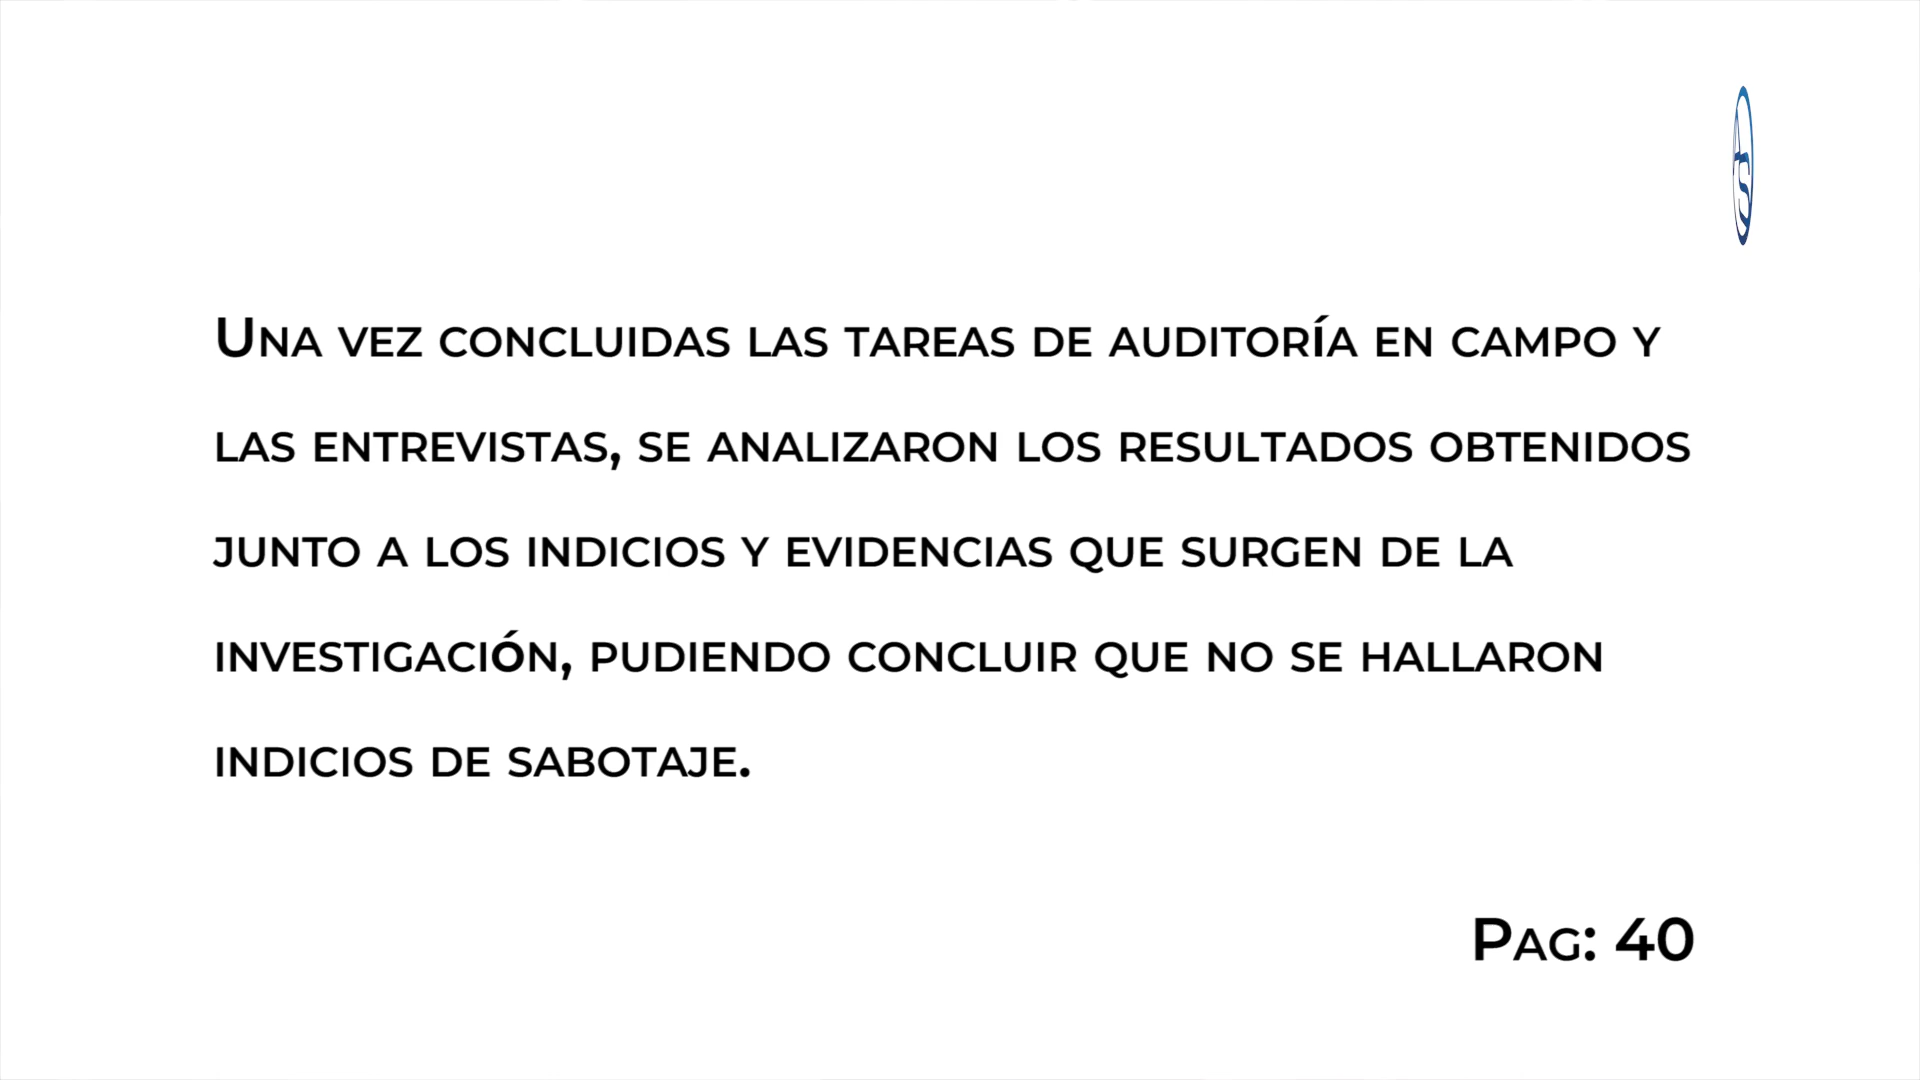 AS
Una vez concluidas las tareas de auditoría en campo y
las entrevistas, se analizaron los resultados obtenidos
junto a los indicios y evidencias que surgen de la
investigación, pudiendo concluir que no se hallaron
indicios de sabotaje.
Pag: 40